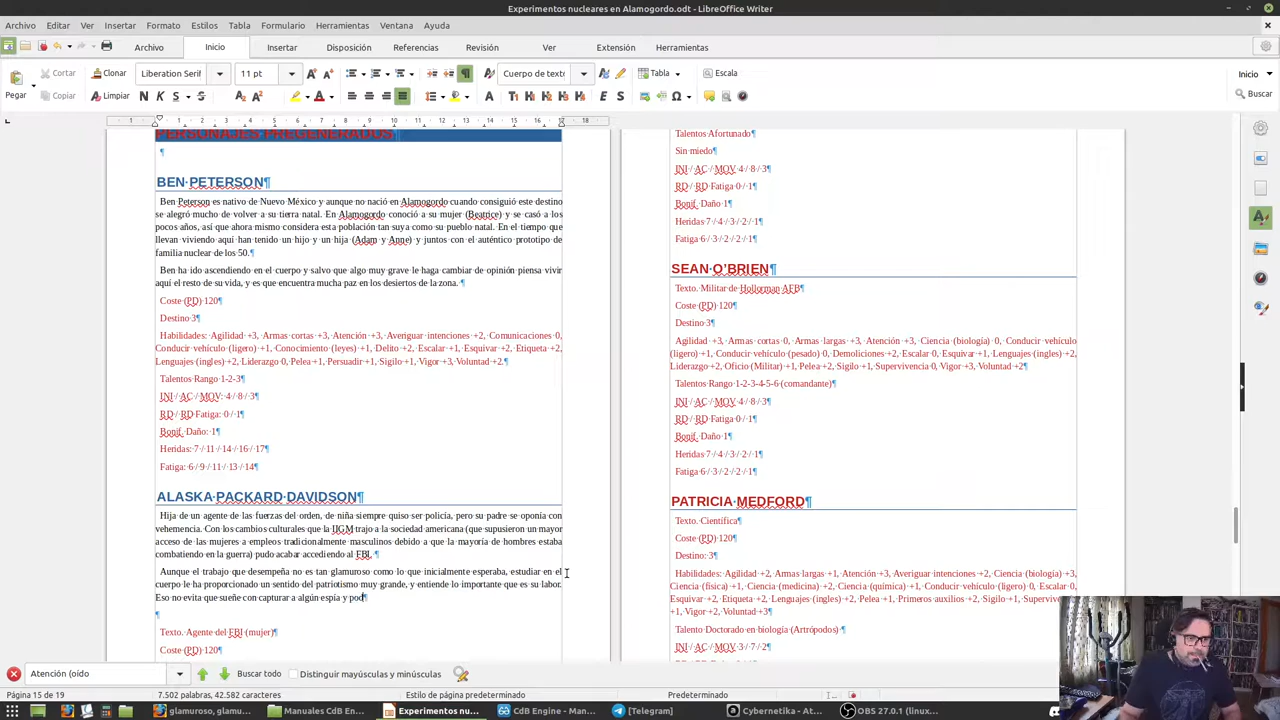 Experimentos nucleares en Alamogordo.odt - LibreOffice Writer
Archivo Editar Ver Insertar Formato Estilos Tabla Formulario Herramientas Ventana Ayuda
Archivo Inicio Insertar Disposición Referencias Revisión Ver Extensión Herramientas
Pegar Cortar Copiar Clonar Limpiar Liberation Serif 11 pt Cuerpo de texto Tabla Escala Inicio Buscar
PERSONAJES PREGENERADOS
BEN PETERSON
Ben Peterson es nativo de Nuevo México y aunque no nació en Alamogordo cuando consiguió este destino
se alegró mucho de volver a su tierra natal. En Alamogordo conoció a su mujer (Beatrice) y se casó a los
pocos años, así que ahora mismo considera esta población tan suya como su pueblo natal. En el tiempo que
llevan viviendo aquí han tenido un hijo y un hija (Adam y Anne) y juntos con el auténtico prototipo de
familia nuclear de los 50.
Ben ha ido ascendiendo en el cuerpo y salvo que algo muy grave le haga cambiar de opinión piensa vivir
aquí el resto de su vida, y es que encuentra mucha paz en los desiertos de la zona.
Coste (PD) 120
Destino 3
Habilidades: Agilidad +3, Armas cortas +3, Atención +3, Averiguar intenciones +2, Comunicaciones 0,
Conducir vehículo (ligero) +1, Conocimiento (leyes) +1, Delito +2, Escalar +1, Esquivar +2, Etiqueta +2,
Lenguajes (ingles) +2, Liderazgo 0, Pelea +1, Persuadir +1, Sigilo +1, Vigor +3, Voluntad +2.
Talentos Rango 1-2-3
INI / AC / MOV: 4 / 8 / 3
RD / RD Fatiga: 0 / 1
Bonif. Daño: 1
Heridas: 7 / 11 / 14 / 16 / 17
Fatiga: 6 / 9 / 11 / 13 / 14
ALASKA PACKARD DAVIDSON
Hija de un agente de las fuerzas del orden, de niña siempre quiso ser policía, pero su padre se oponía con
vehemencia. Con los cambios culturales que la IIGM trajo a la sociedad americana (que supusieron un mayor
acceso de las mujeres a empleos tradicionalmente masculinos debido a que la mayoría de hombres estaba
combatiendo en la guerra) pudo acabar accediendo al FBI.
Aunque el trabajo que desempeña no es tan glamuroso como lo que inicialmente esperaba, estudiar en el
cuerpo le ha proporcionado un sentido del patriotismo muy grande, y entiende lo importante que es su labor.
Eso no evita que sueñe con capturar a algún espía y pod
Texto. Agente del FBI (mujer)
Coste (PD) 120
Talentos Afortunado
Sin miedo
INI / AC / MOV 4 / 8 / 3
RD / RD Fatiga 0 / 1
Bonif. Daño 1
Heridas 7 / 4 / 3 / 2 / 1
Fatiga 6 / 3 / 2 / 2 / 1
SEAN O'BRIEN
Texto. Militar de Hollorman AFB
Coste (PD) 120
Destino 3
Agilidad +3, Armas cortas 0, Armas largas +3, Atención +3, Ciencia (biología) 0, Conducir vehículo
(ligero) +1, Conducir vehículo (pesado) 0, Demoliciones +2, Escalar 0, Esquivar +1, Lenguajes (ingles) +2,
Liderazgo +2, Oficio (Militar) +1, Pelea +2, Sigilo +1, Supervivencia 0, Vigor +3, Voluntad +2
Talentos Rango 1-2-3-4-5-6 (comandante)
INI / AC / MOV 4 / 8 / 3
RD / RD Fatiga 0 / 1
Bonif. Daño 1
Heridas 7 / 4 / 3 / 2 / 1
Fatiga 6 / 3 / 2 / 2 / 1
PATRICIA MEDFORD
Texto. Científica
Coste (PD) 120
Destino: 3
Habilidades: Agilidad +2, Armas largas +1, Atención +3, Ciencia (biología) +3,
Ciencia (física) +1, Ciencia (medicina) +2, Ciencia (química) +1, Conducir vehículo (ligero) 0, Escalar 0,
Esquivar +2, Etiqueta +2, Lenguajes (ingles) +2, Pelea +1, Primeros auxilios +2, Sigilo +1,
+1, Vigor +2, Voluntad +3
Talento Doctorado en biología (Artrópodos)
INI / AC / MOV 3 / 7 / 2
Atención (oído Buscar todo Distinguir mayúsculas y minúsculas
Página 15 de 19 7.502 palabras, 42.582 caracteres Estilo de página predeterminado Predeterminado
glamuroso, glamu... Manuales CdB Engi... Experimentos nu... CdB Engine - Man... [Telegram] Cybernetika - Ampa... OBS 27.0.1 (linux...